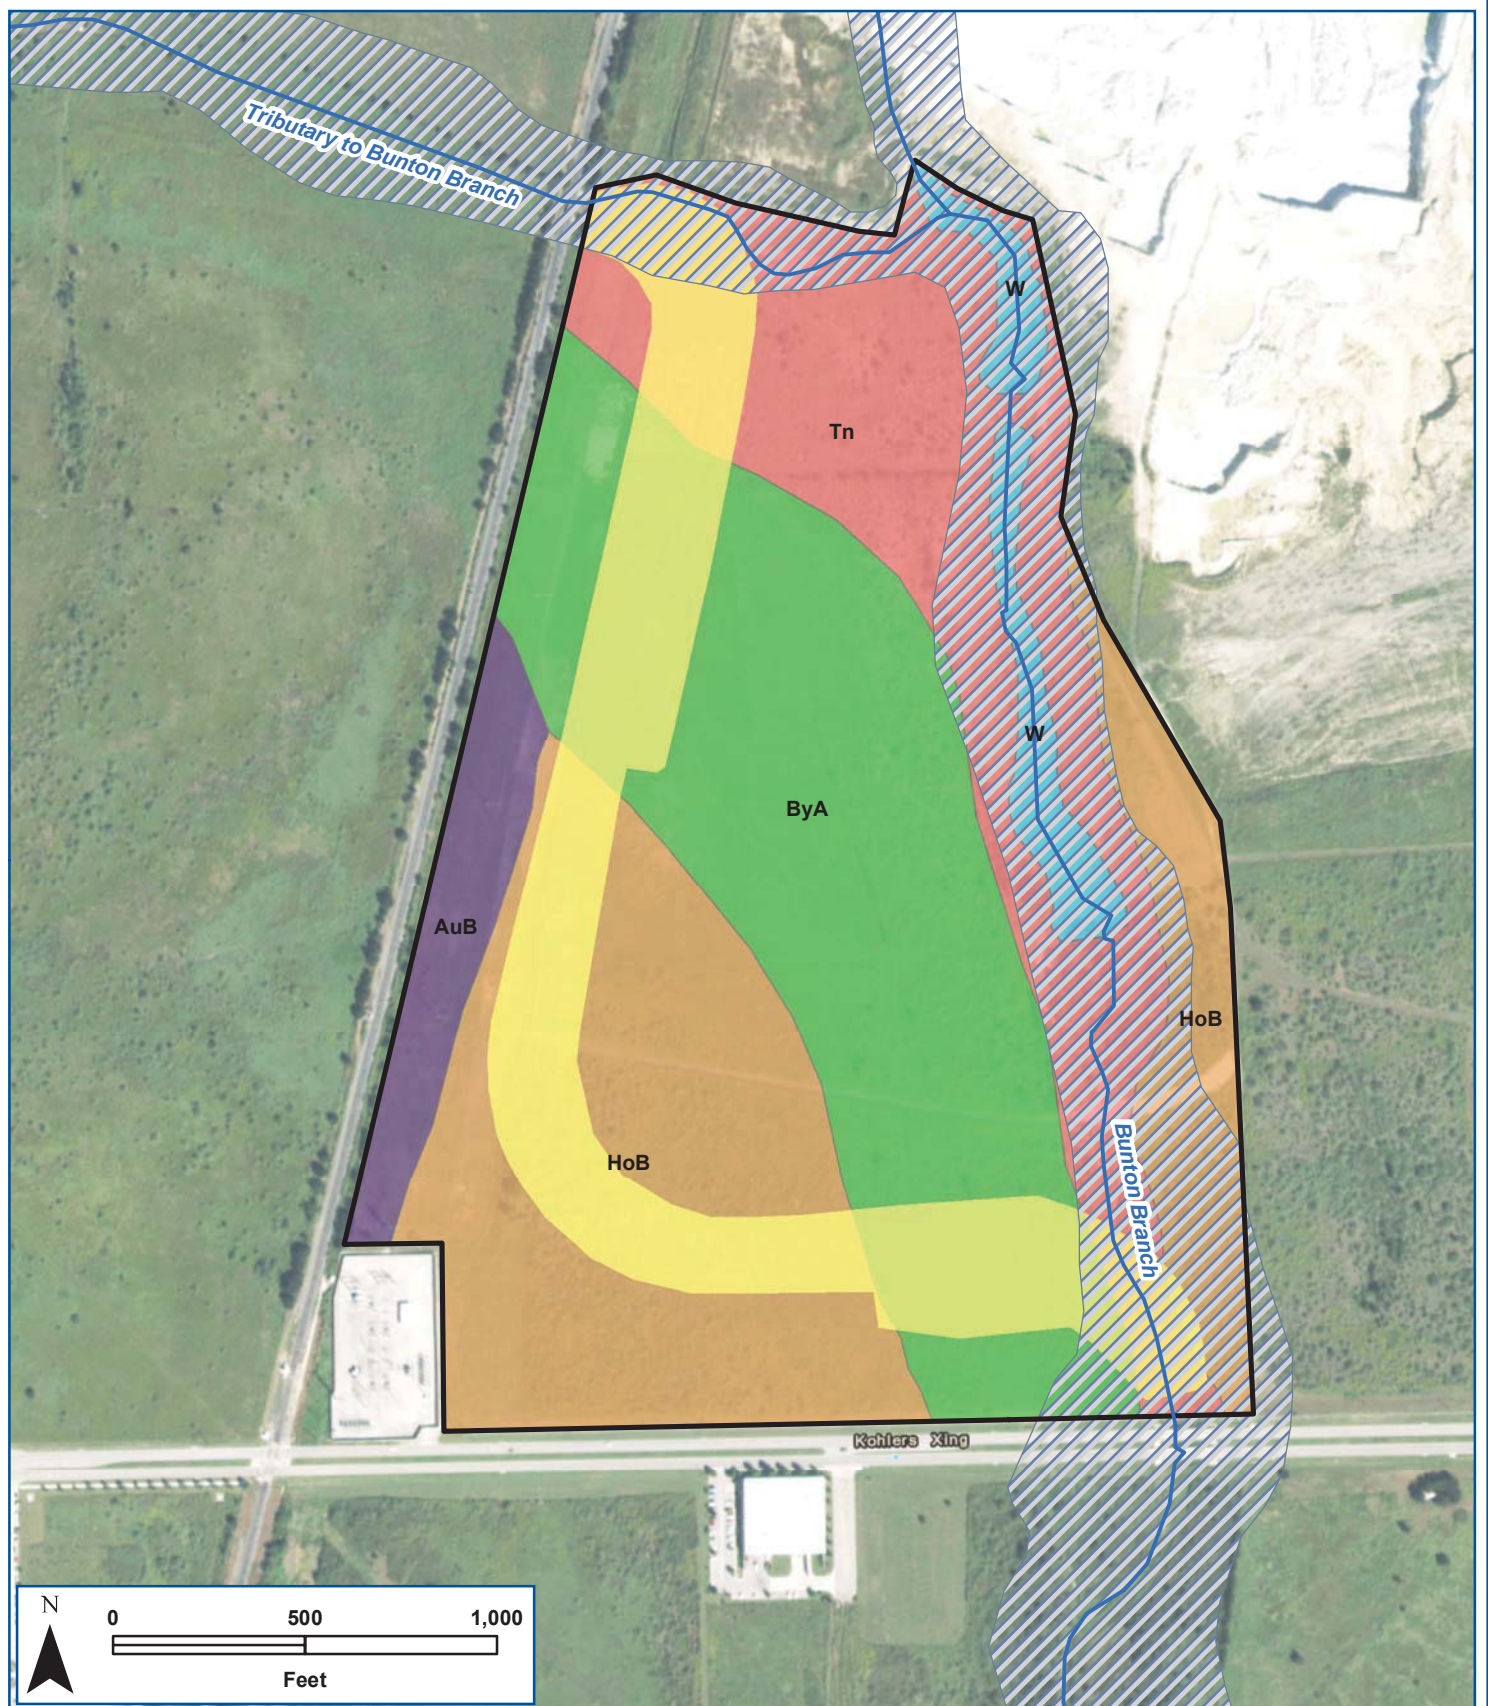 Tributary to Bunton Branch
W
Tn
W
ByA
AuB
HoB
HoB
Bunton Branch
Kohlers Xing
N
0 500 1,000
Feet